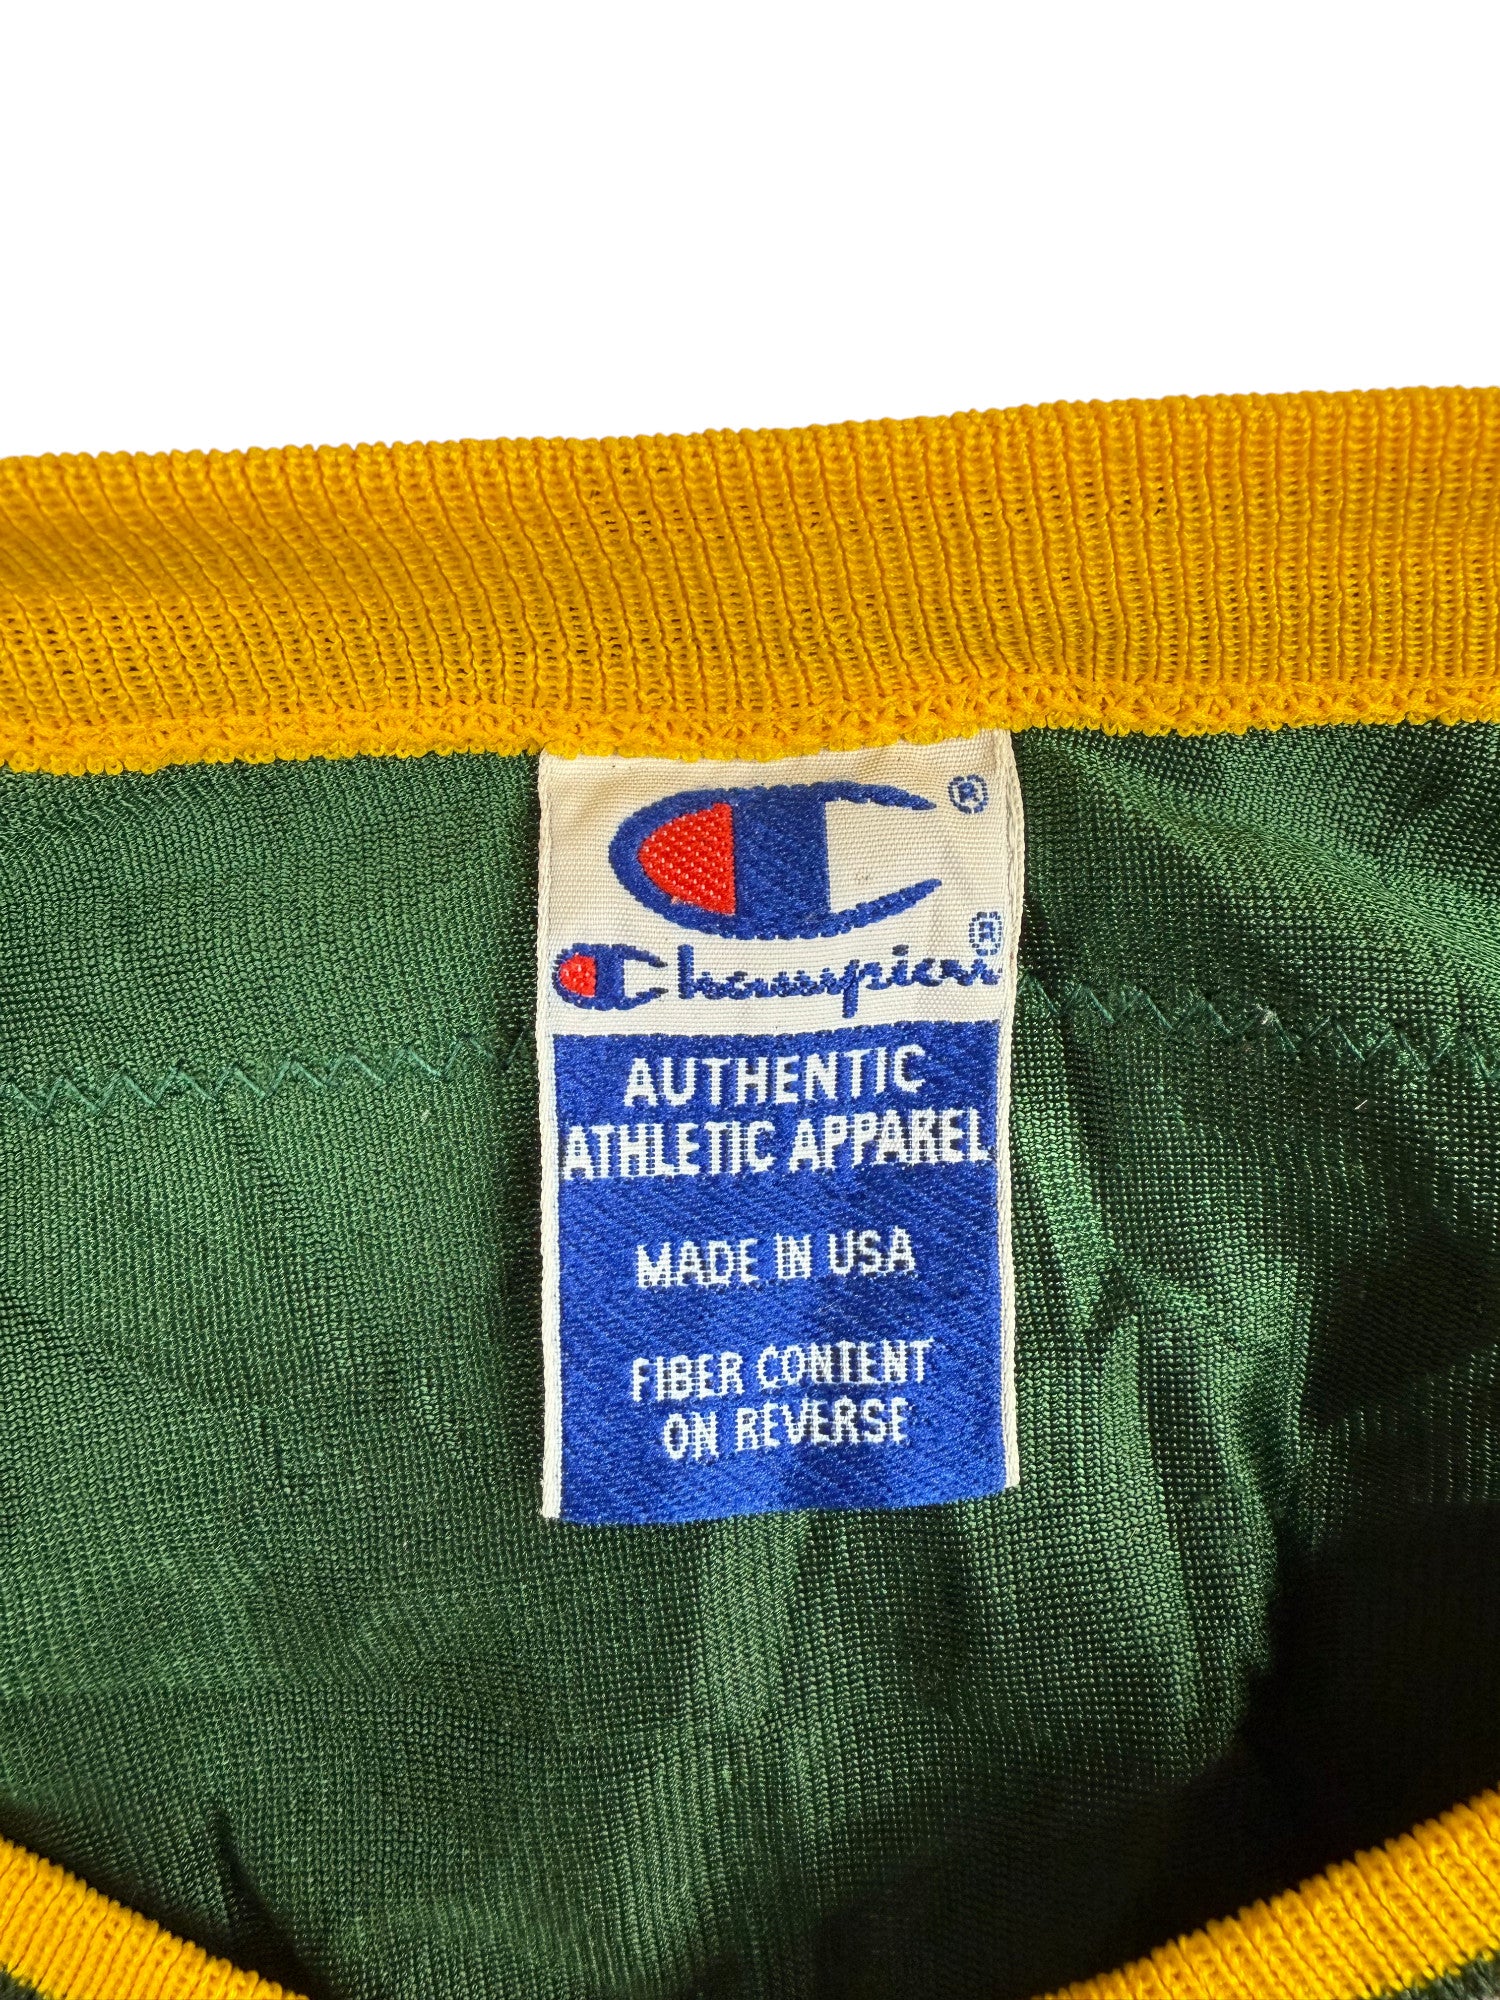 ®
Champion®
AUTHENTIC
ATHLETIC APPAREL
MADE IN USA
FIBER CONTENT
ON REVERSE